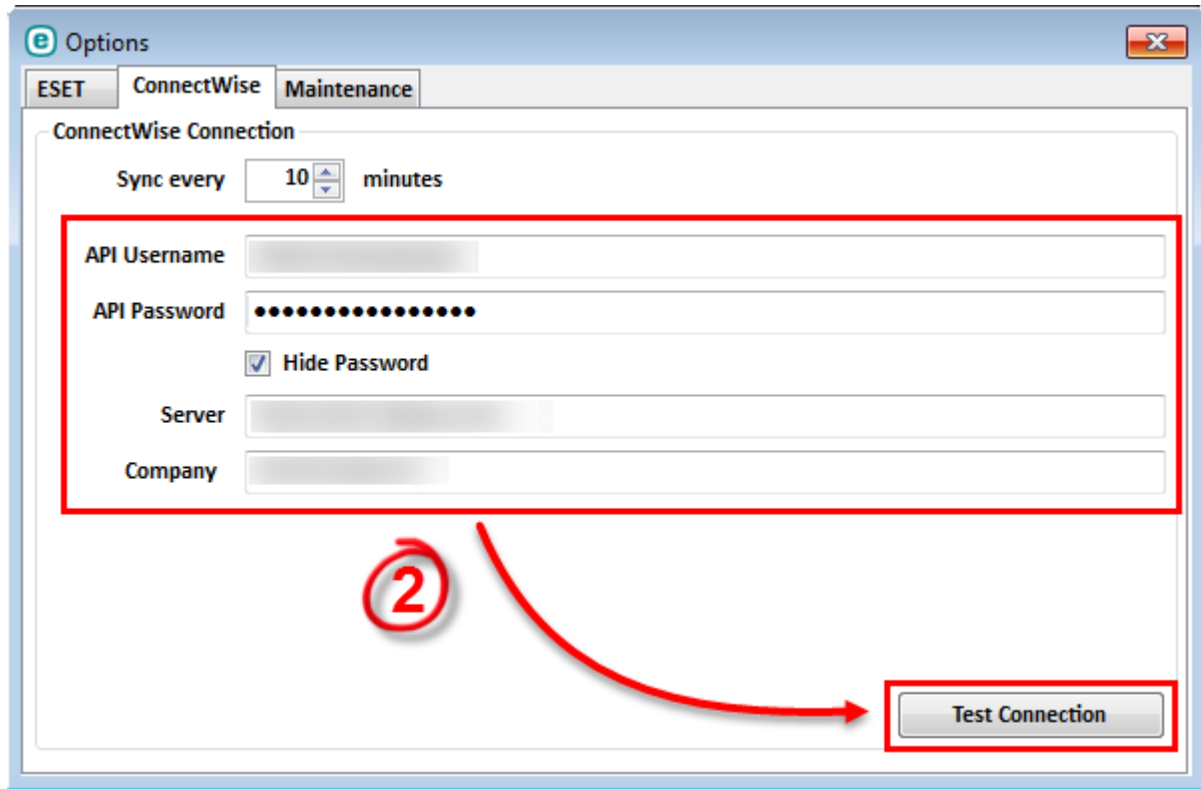 e Options
ESET ConnectWise Maintenance
ConnectWise Connection
Sync every 10 minutes
API Username
API Password ••••••••••••••••
Hide Password
Server
Company
2
Test Connection